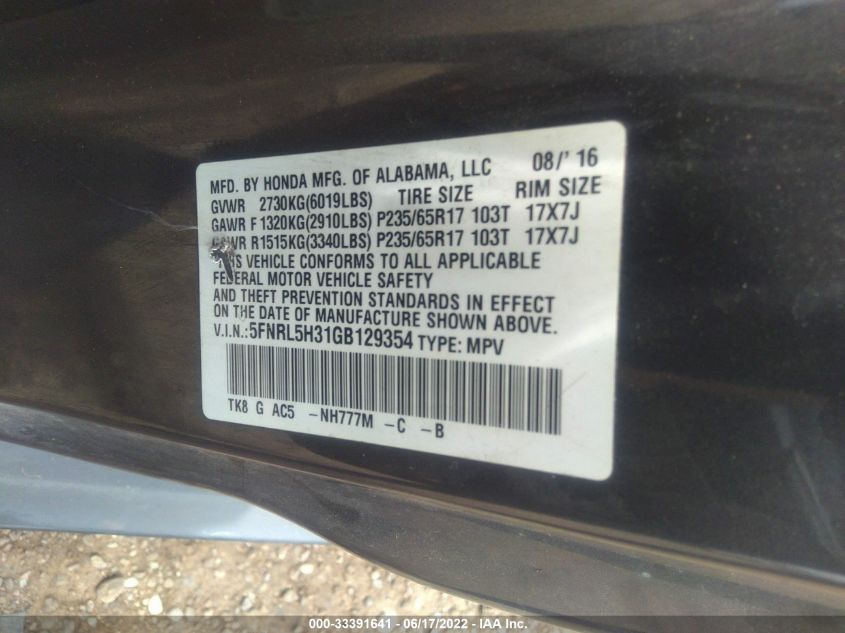 MFD. BY HONDA MFG. OF ALABAMA, LLC 08/' 16
GVWR 2730KG(6019LBS) TIRE SIZE RIM SIZE
GAWR F 1320KG(2910LBS) P235/65R17 103T 17X7J
GAWR R1515KG(3340LBS) P235/65R17 103T 17X7J
THIS VEHICLE CONFORMS TO ALL APPLICABLE
FEDERAL MOTOR VEHICLE SAFETY
AND THEFT PREVENTION STANDARDS IN EFFECT
ON THE DATE OF MANUFACTURE SHOWN ABOVE.
V.I.N.:5FNRL5H31GB129354 TYPE: MPV
TK8 G AC5 -NH777M -C -B
000-33391641 - 06/17/2022 - IAA Inc.